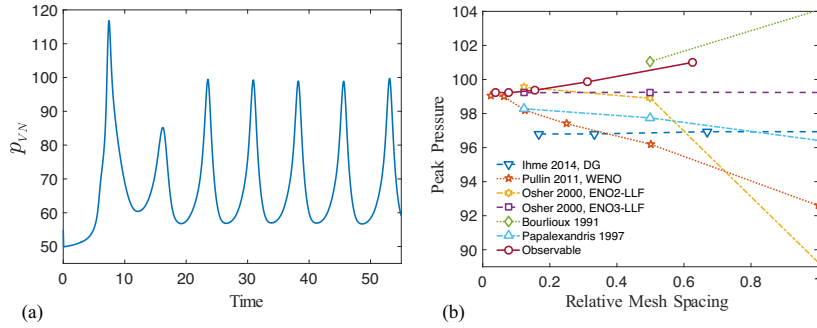 120
110
100
90
80
70
60
50
p_VN
0
10
20
30
40
50
Time
(a)
104
102
100
98
96
94
92
90
Peak Pressure
Ihme 2014, DG
Pullin 2011, WENO
Osher 2000, ENO2-LLF
Osher 2000, ENO3-LLF
Bourlioux 1991
Papalexandris 1997
Observable
0
0.2
0.4
0.6
0.8
Relative Mesh Spacing
(b)